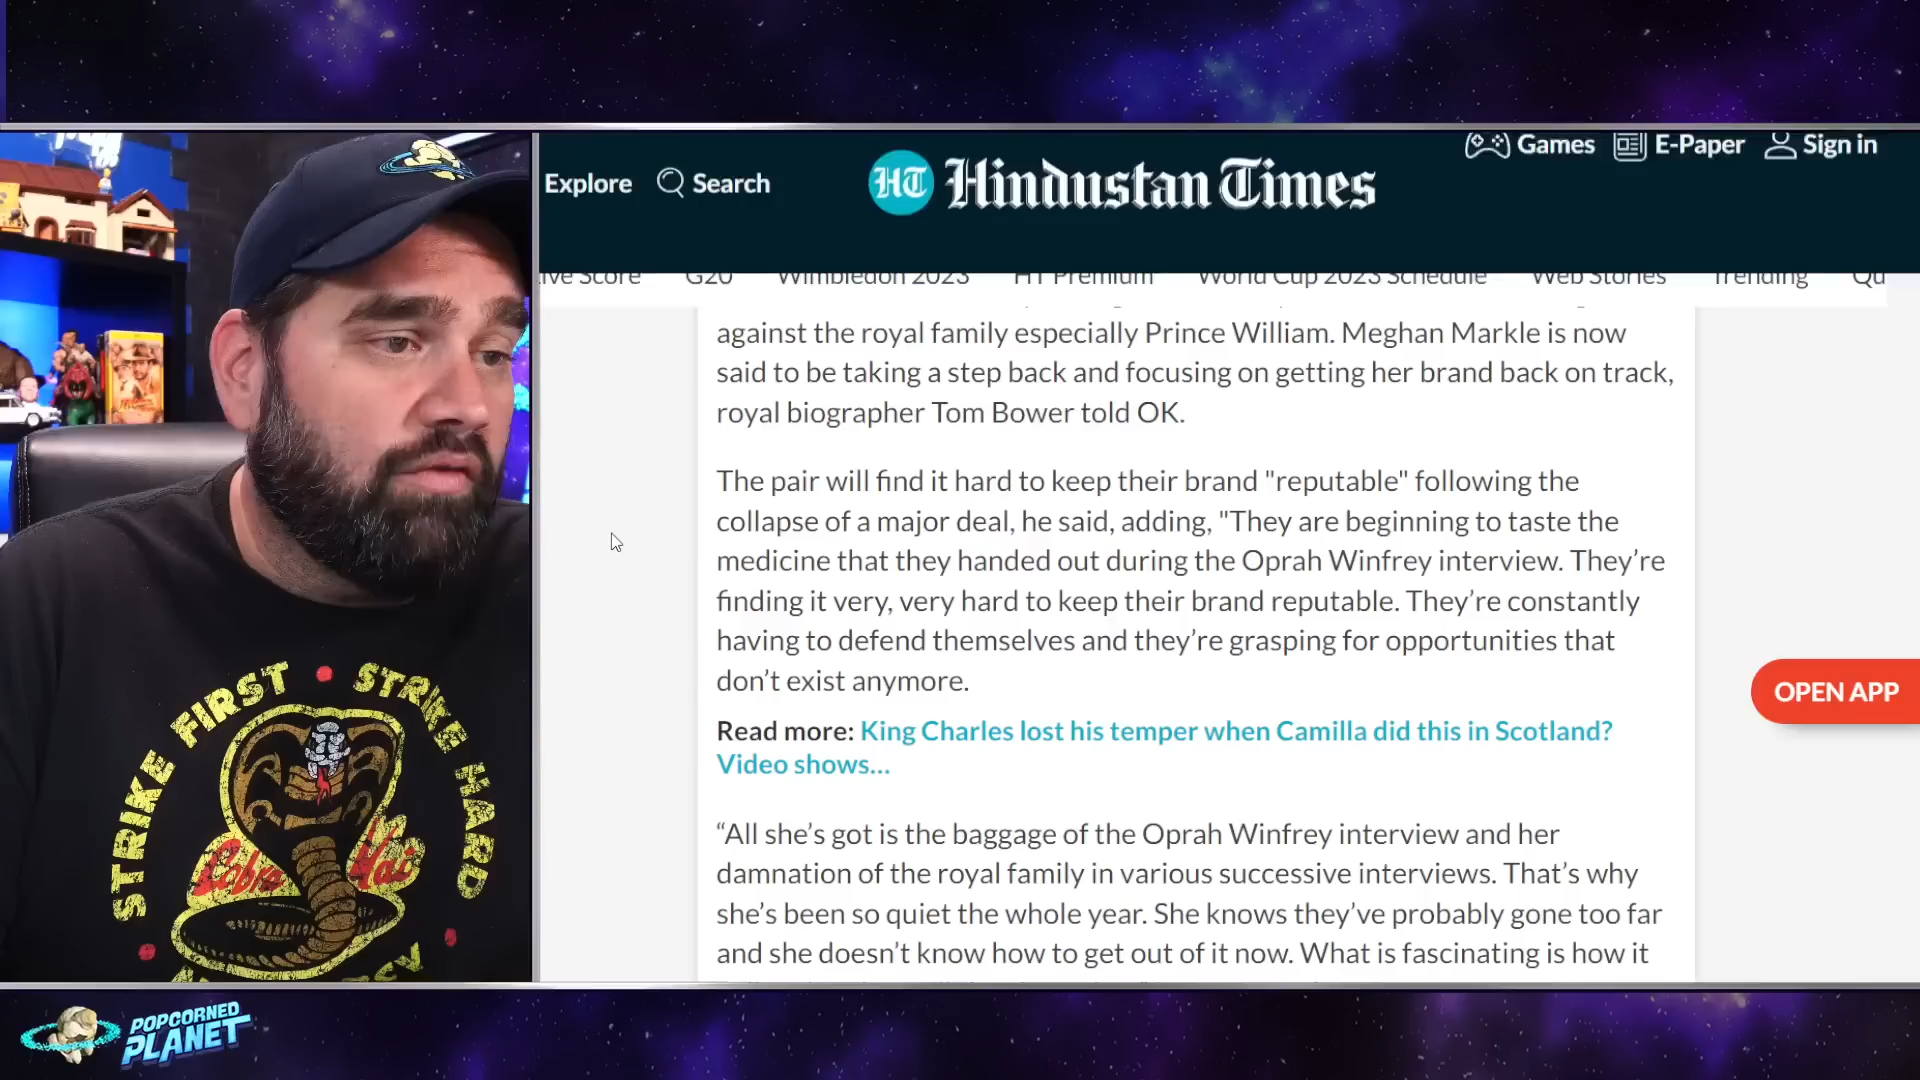 Games E-Paper Sign in
Explore Search HT Hindustan Times
ive Score G20 Wimbledon 2023 HT Premium World Cup 2023 Schedule Web Stories Trending Qu
against the royal family especially Prince William. Meghan Markle is now
said to be taking a step back and focusing on getting her brand back on track,
royal biographer Tom Bower told OK.
The pair will find it hard to keep their brand "reputable" following the
collapse of a major deal, he said, adding, "They are beginning to taste the
medicine that they handed out during the Oprah Winfrey interview. They’re
finding it very, very hard to keep their brand reputable. They’re constantly
having to defend themselves and they’re grasping for opportunities that
don’t exist anymore.
OPEN APP
Read more: King Charles lost his temper when Camilla did this in Scotland?
Video shows...
“All she’s got is the baggage of the Oprah Winfrey interview and her
damnation of the royal family in various successive interviews. That’s why
she’s been so quiet the whole year. She knows they’ve probably gone too far
and she doesn’t know how to get out of it now. What is fascinating is how it
STRIKE FIRST • STRIKE HARD
Cobra Kai
POPCORNED
PLANET